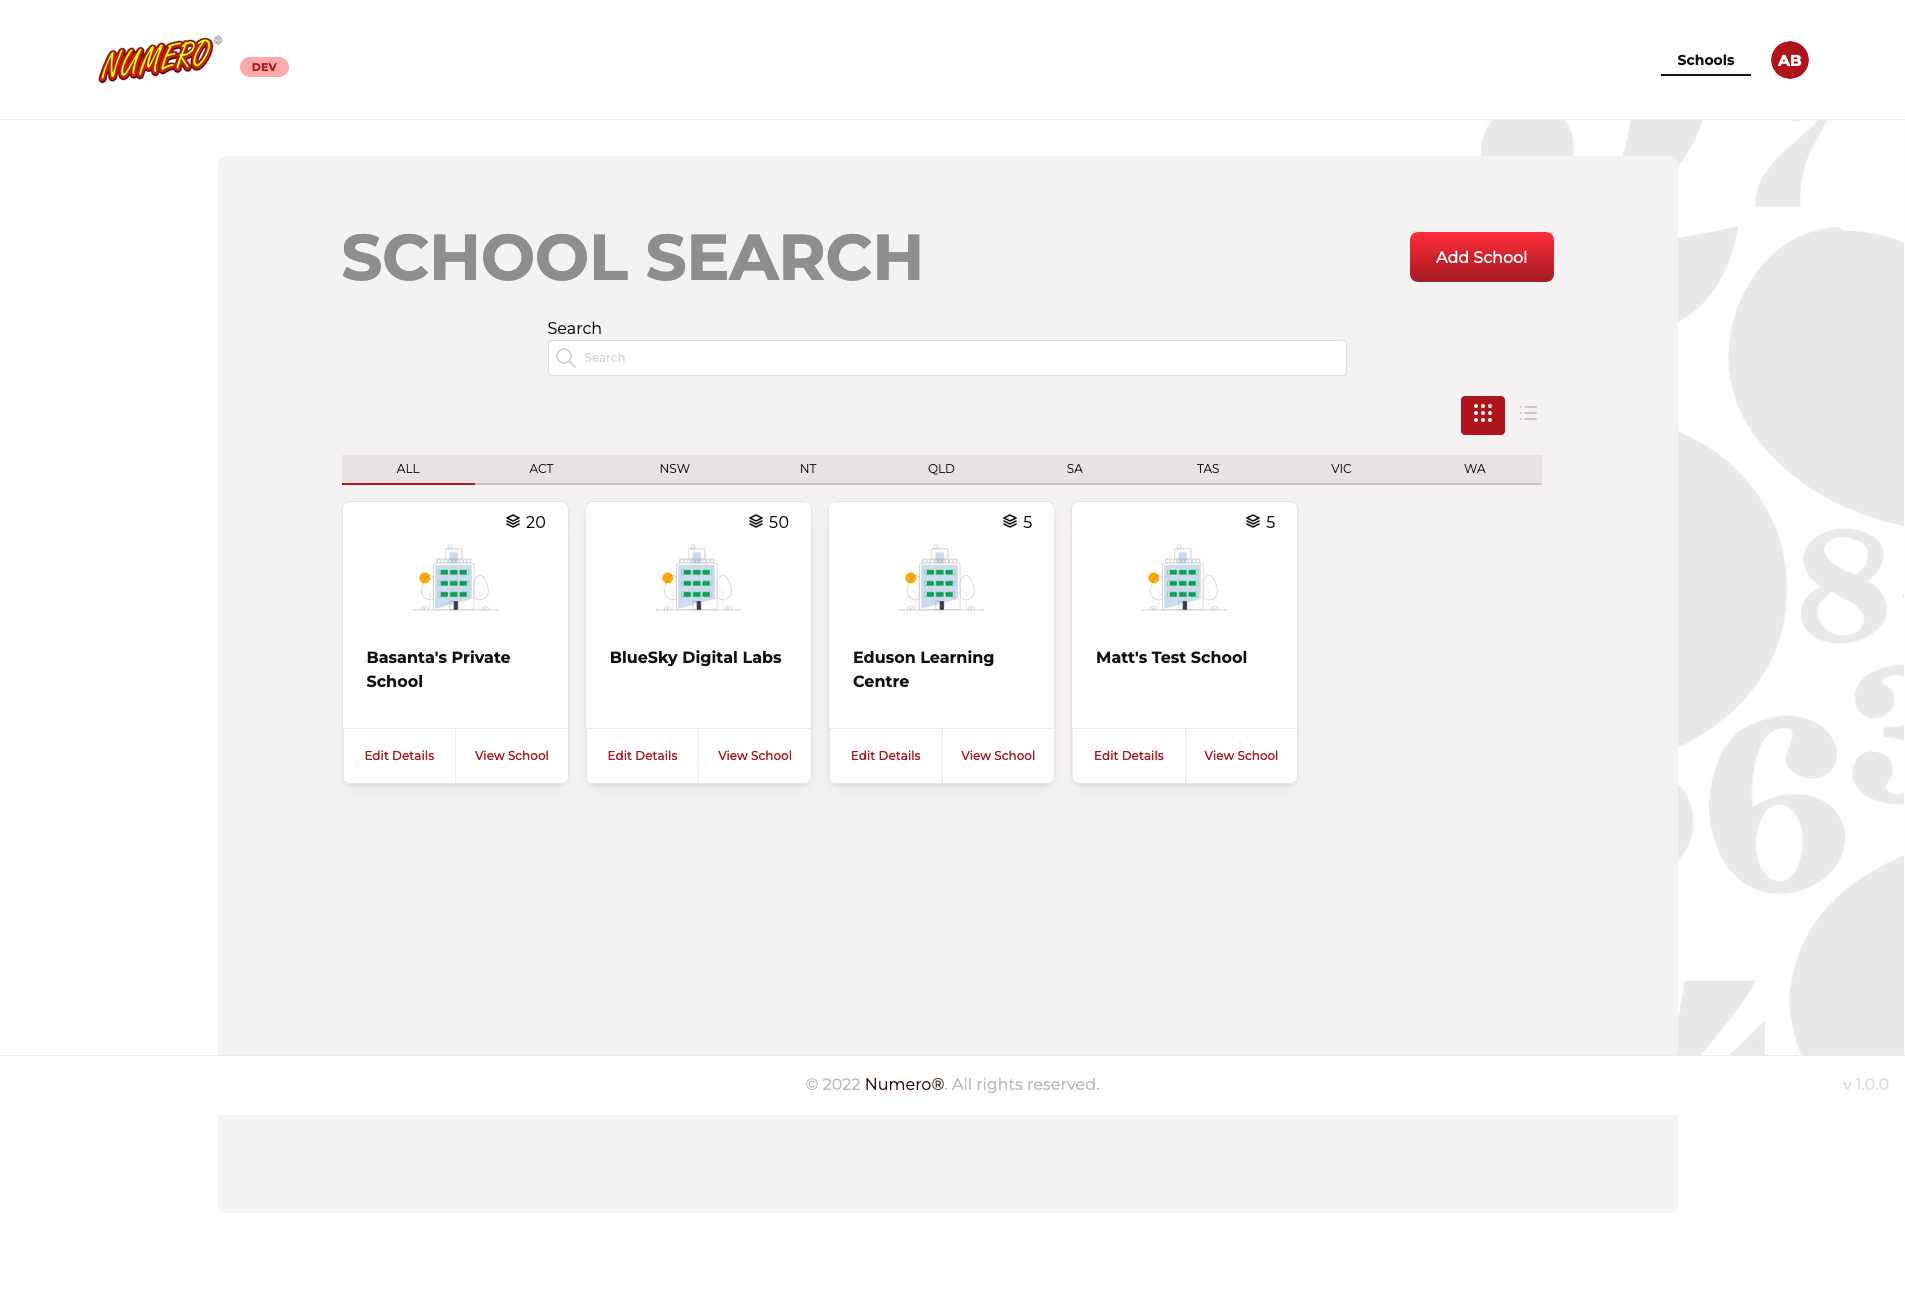 NUMERO®
DEV
Schools
AB
SCHOOL SEARCH
Add School
Search
Search
ALL ACT NSW NT QLD SA TAS VIC WA
20
50
5
5
Basanta's Private
School
BlueSky Digital Labs
Eduson Learning
Centre
Matt's Test School
Edit Details View School
Edit Details View School
Edit Details View School
Edit Details View School
© 2022 Numero®. All rights reserved.
v 1.0.0